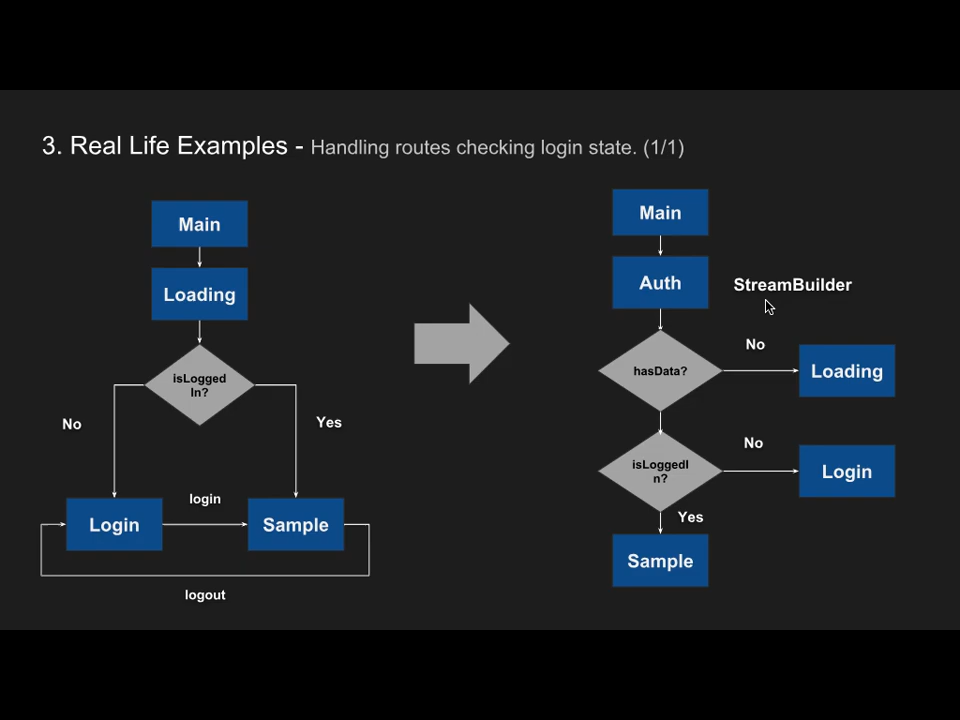 3. Real Life Examples - Handling routes checking login state. (1/1)
Main
Loading
isLogged
In?
No
Yes
login
Login
Sample
logout
Main
Auth
StreamBuilder
No
hasData?
Loading
No
isLoggedI
n?
Login
Yes
Sample